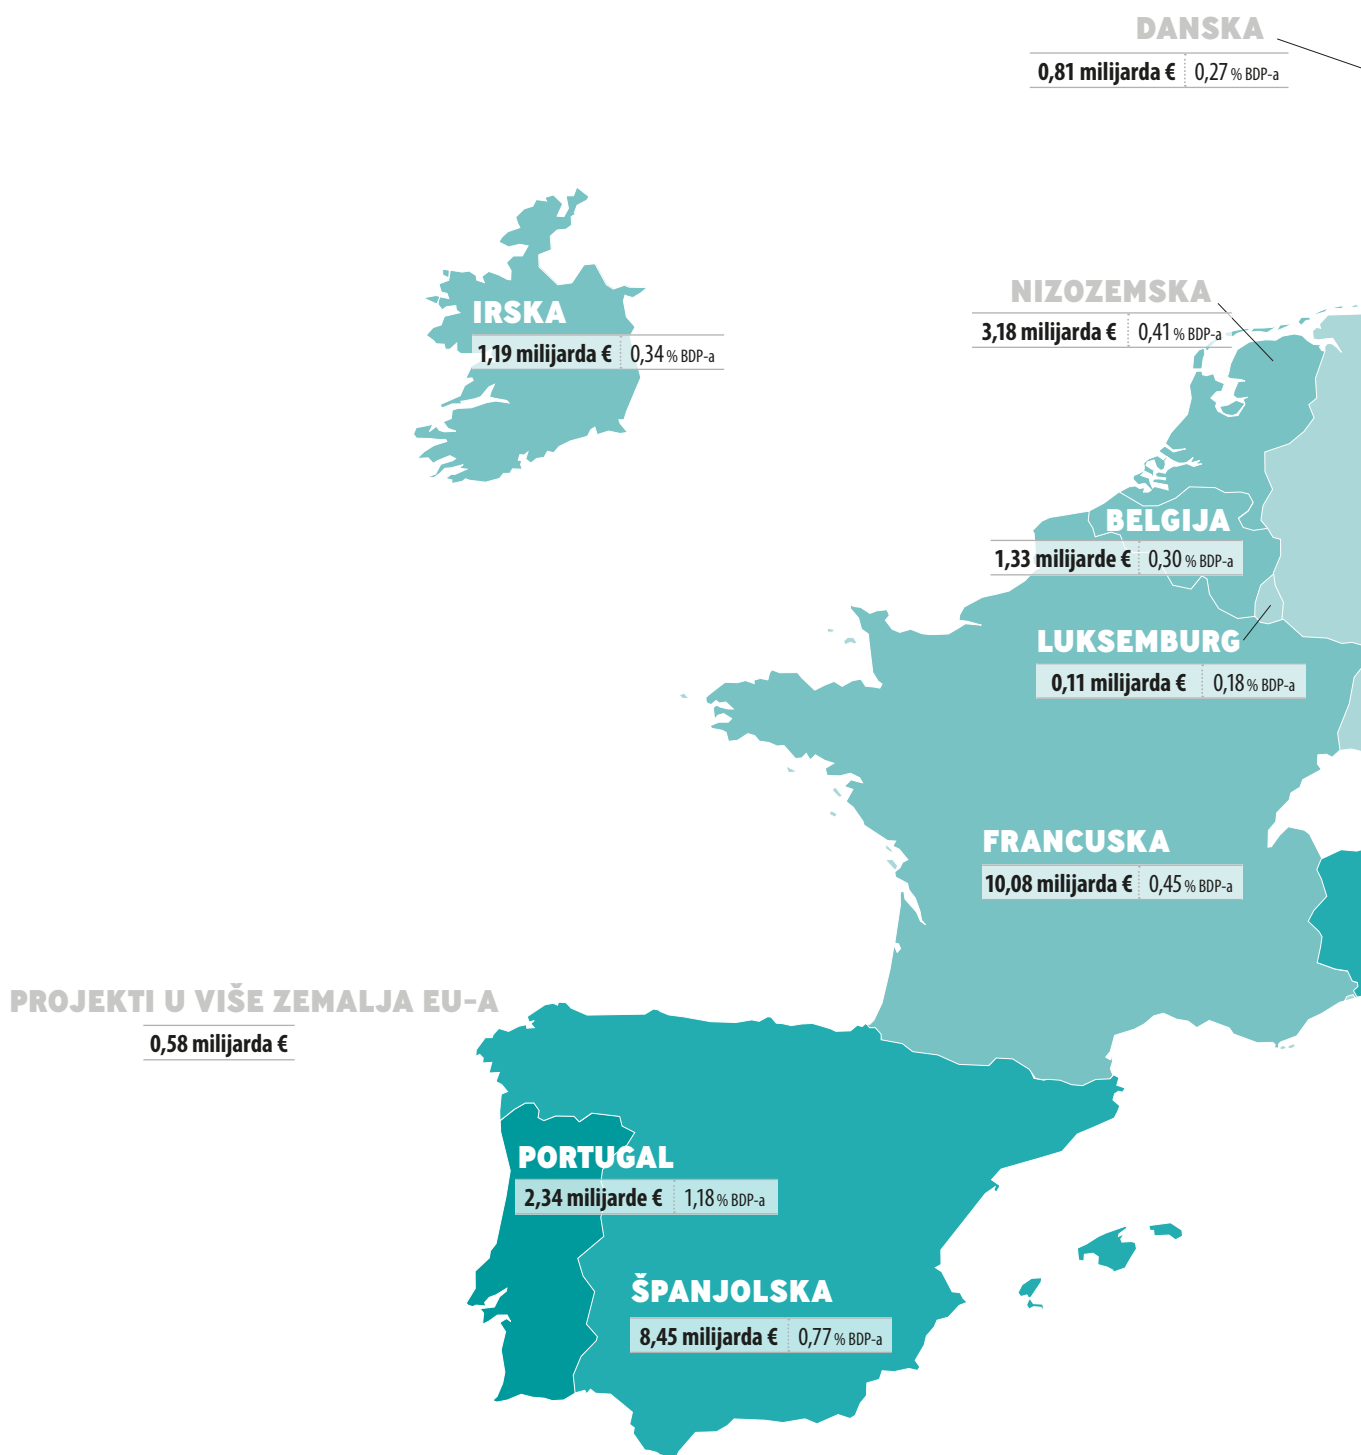 DANSKA
0,81 milijarda € 0,27 % BDP-a
NIZOZEMSKA
3,18 milijarda € 0,41 % BDP-a
IRSKA
1,19 milijarda € 0,34 % BDP-a
BELGIJA
1,33 milijarde € 0,30 % BDP-a
LUKSEMBURG
0,11 milijarda € 0,18 % BDP-a
FRANCUSKA
10,08 milijarda € 0,45 % BDP-a
PROJEKTI U VIŠE ZEMALJA EU-A
0,58 milijarda €
PORTUGAL
2,34 milijarde € 1,18 % BDP-a
ŠPANJOLSKA
8,45 milijarda € 0,77 % BDP-a